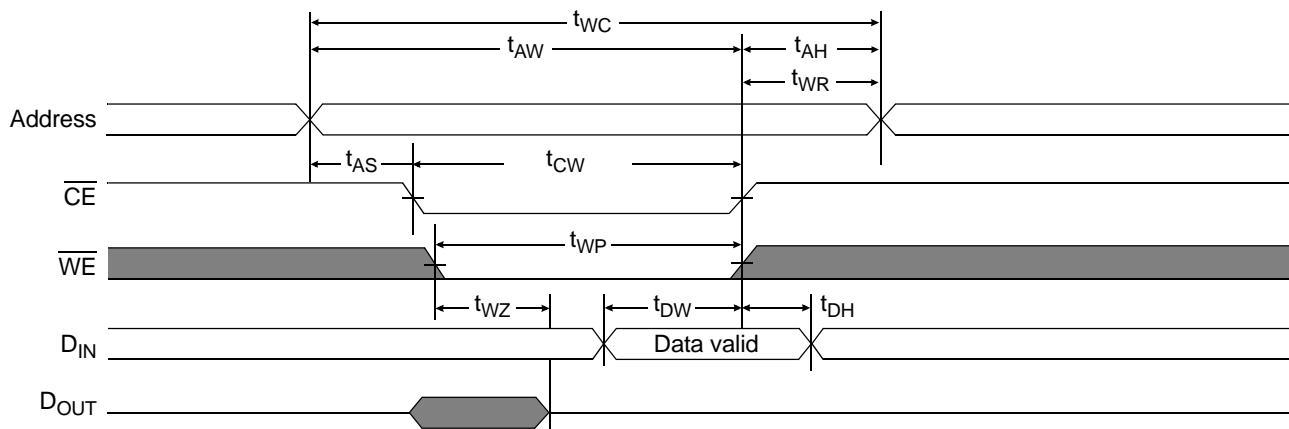 tWC
tAW tAH
tWR
Address
tAS tCW
CE
tWP
WE
tWZ tDW tDH
DIN Data valid
DOUT